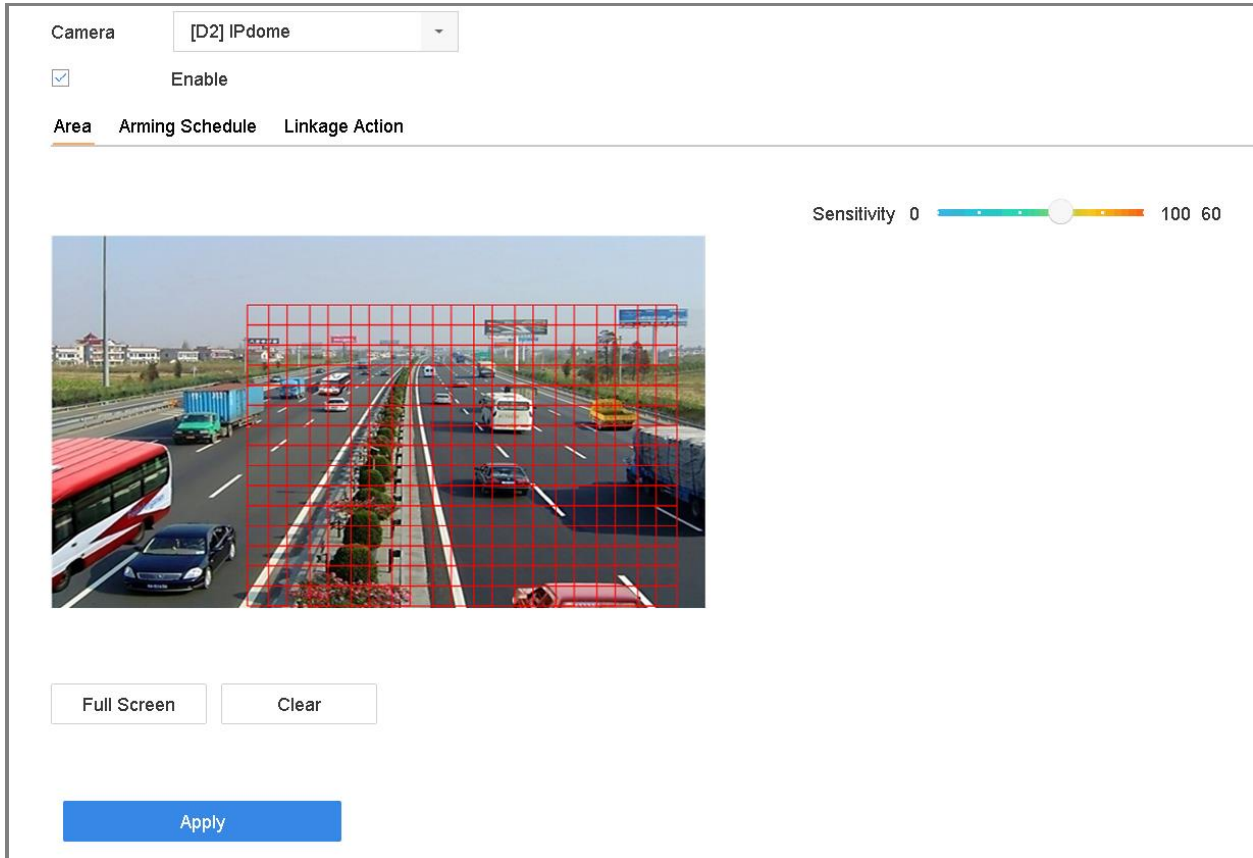 Camera [D2] IPdome
Enable
Area Arming Schedule Linkage Action
Sensitivity 0 100 60
Full Screen Clear
Apply